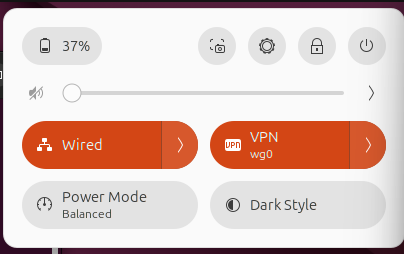 37%
Wired
VPN
VPN
wg0
Power Mode
Balanced
Dark Style